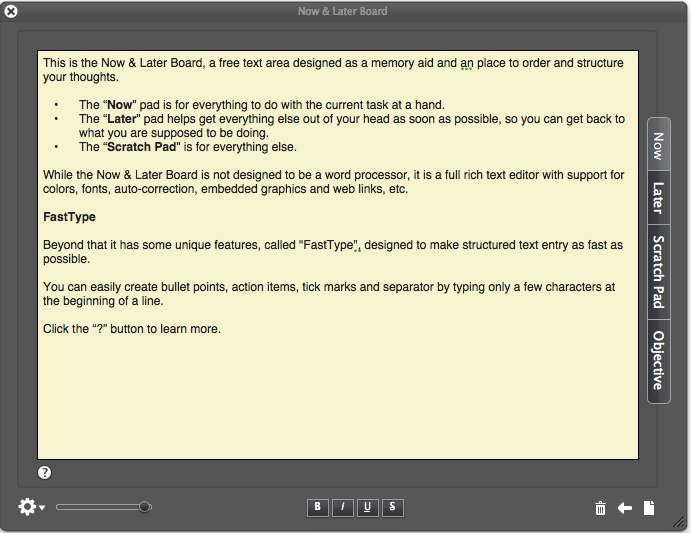 Now & Later Board
This is the Now & Later Board, a free text area designed as a memory aid and an place to order and structure
your thoughts.
• The “Now” pad is for everything to do with the current task at a hand.
• The “Later” pad helps get everything else out of your head as soon as possible, so you can get back to
what you are supposed to be doing.
• The “Scratch Pad” is for everything else.
While the Now & Later Board is not designed to be a word processor, it is a full rich text editor with support for
colors, fonts, auto-correction, embedded graphics and web links, etc.
FastType
Beyond that it has some unique features, called "FastType", designed to make structured text entry as fast as
possible.
You can easily create bullet points, action items, tick marks and separator by typing only a few characters at
the beginning of a line.
Click the “?” button to learn more.
Now
Later
Scratch Pad
Objective
?
B I U S